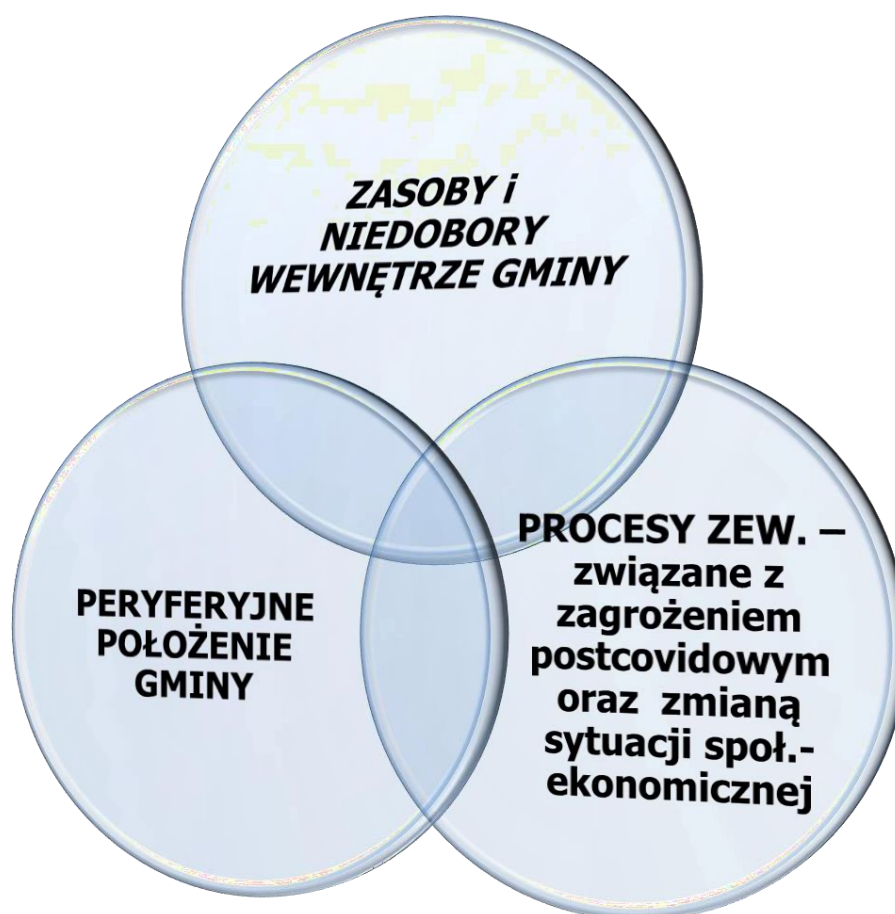 ZASOBY i
NIEDOBORY
WEWNĘTRZE GMINY
PERYFERYJNE
POŁOŻENIE
GMINY
PROCESY ZEW. –
związane z
zagrożeniem
postcovidowym
oraz zmianą
sytuacji społ.-
ekonomicznej